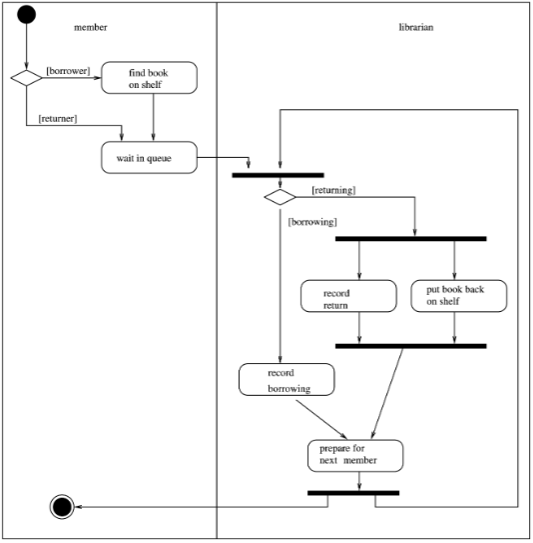 member
librarian
[borrower]
find book
on shelf
[returner]
wait in queue
[returning]
[borrowing]
record
return
put book back
on shelf
record
borrowing
prepare for
next member